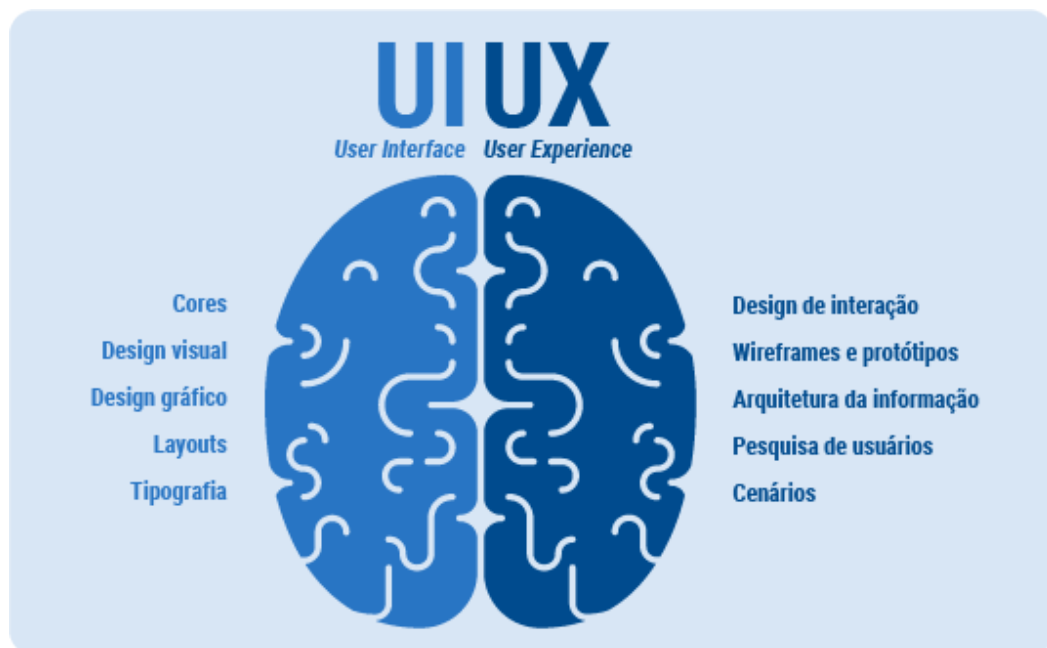 UI UX
User Interface User Experience
Cores
Design visual
Design gráfico
Layouts
Tipografia
Design de interação
Wireframes e protótipos
Arquitetura da informação
Pesquisa de usuários
Cenários